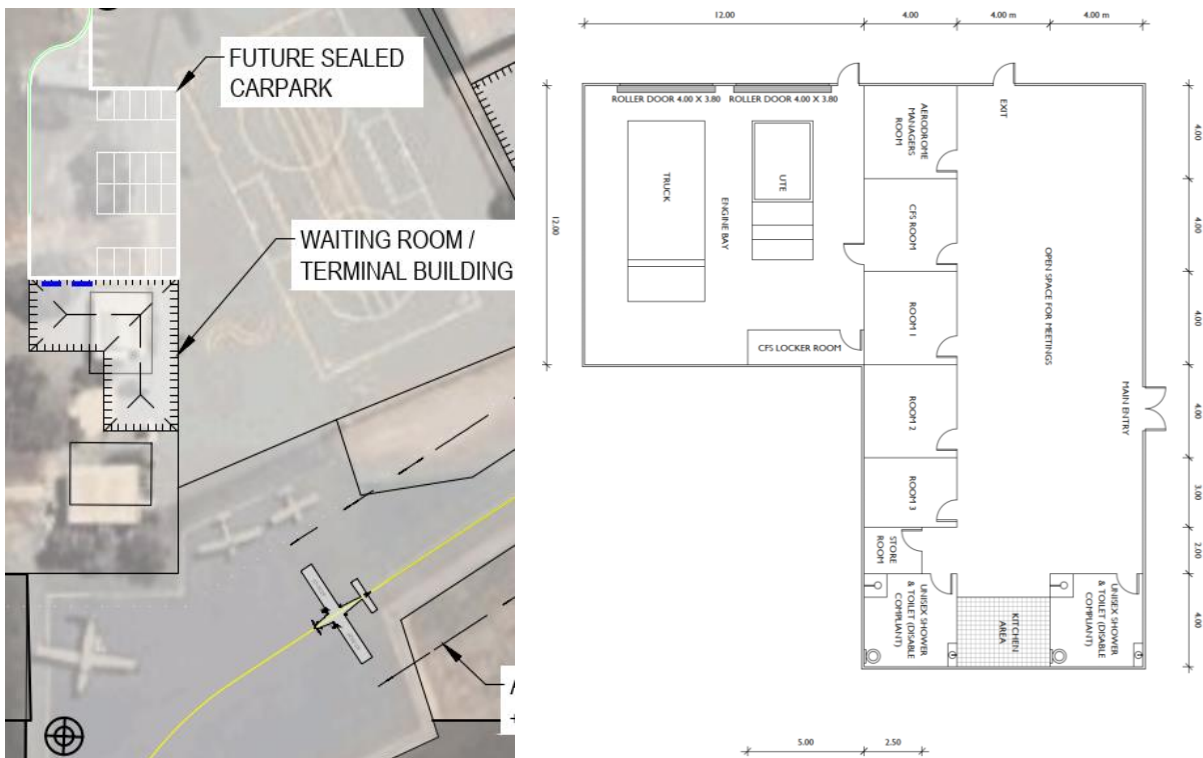 FUTURE SEALED
CARPARK
WAITING ROOM /
TERMINAL BUILDING
12.00
4.00
4.00 m
4.00 m
ROLLER DOOR 4.00 X 3.80
ROLLER DOOR 4.00 X 3.80
TRUCK
UTE
ENGINE BAY
CFS LOCKER ROOM
AERODROME
MANAGERS
ROOM
EXIT
CFS ROOM
ROOM 1
ROOM 2
ROOM 3
STORE
ROOM
OPEN SPACE FOR MEETINGS
MAIN ENTRY
UNISEX SHOWER
& TOILET (DISABLE
COMPLIANT)
KITCHEN
AREA
UNISEX SHOWER
& TOILET (DISABLE
COMPLIANT)
12.00
4.00
4.00
4.00
4.00
3.00
2.00
4.00
5.00
2.50